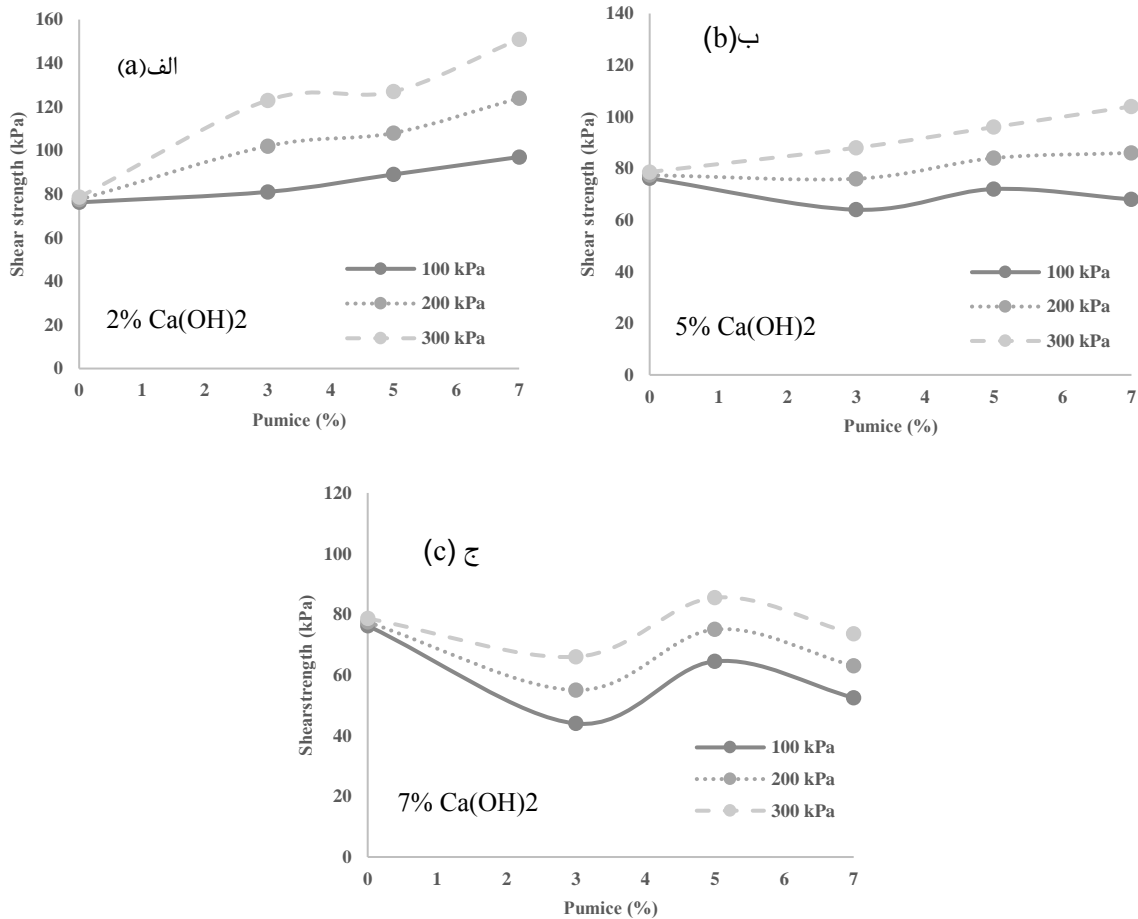 الف(a)
Shear strength (kPa)
160
140
120
100
80
60
40
20
0
100 kPa
200 kPa
300 kPa
2% Ca(OH)2
0 1 2 3 4 5 6 7
Pumice (%)
ب(b)
Shear strength (kPa)
140
120
100
80
60
40
20
0
100 kPa
200 kPa
300 kPa
5% Ca(OH)2
0 1 2 3 4 5 6 7
Pumice (%)
ج (c)
Shearstrength (kPa)
120
100
80
60
40
20
0
100 kPa
200 kPa
300 kPa
7% Ca(OH)2
0 1 2 3 4 5 6 7
Pumice (%)